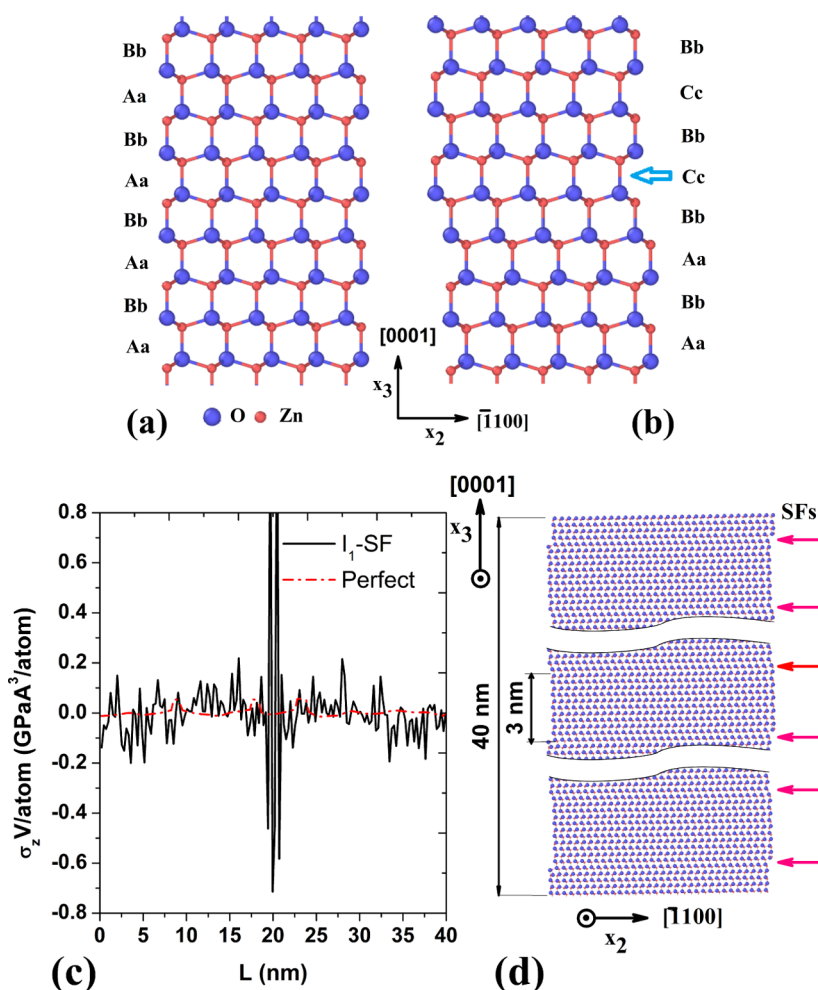 Bb
Aa
Bb
Aa
Bb
Aa
Bb
Aa
Bb
Cc
Bb
Cc
Bb
Aa
Bb
Aa
[0001]
x3
x2
[1̅100]
(a)
O Zn
(b)
0.8
0.6
0.4
0.2
0.0
-0.2
-0.4
-0.6
-0.8
σzV/atom (GPaA³/atom)
I1-SF
Perfect
0 5 10 15 20 25 30 35 40
L (nm)
(c)
[0001]
x3
SFs
40 nm
3 nm
x2
[1̅100]
(d)